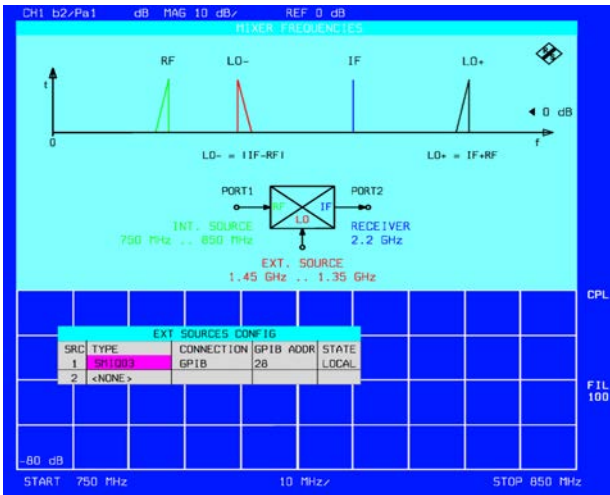 CH1 b2/Pa1 dB MAG 10 dB/ REF 0 dB
MIXER FREQUENCIES
RF LO- IF LO+
t
0 dB
0 f
LO- = |IF-RF| LO+ = IF+RF
PORT1 PORT2
RF IF
LO
INT. SOURCE RECEIVER
750 MHz .. 850 MHz 2.2 GHz
EXT. SOURCE
1.45 GHz .. 1.35 GHz
CPL
EXT SOURCES CONFIG
SRC TYPE CONNECTION GPIB ADDR STATE
1 SMIQ03 GPIB 28 LOCAL
2 <NONE>
FIL
100
-80 dB
START 750 MHz 10 MHz/ STOP 850 MHz